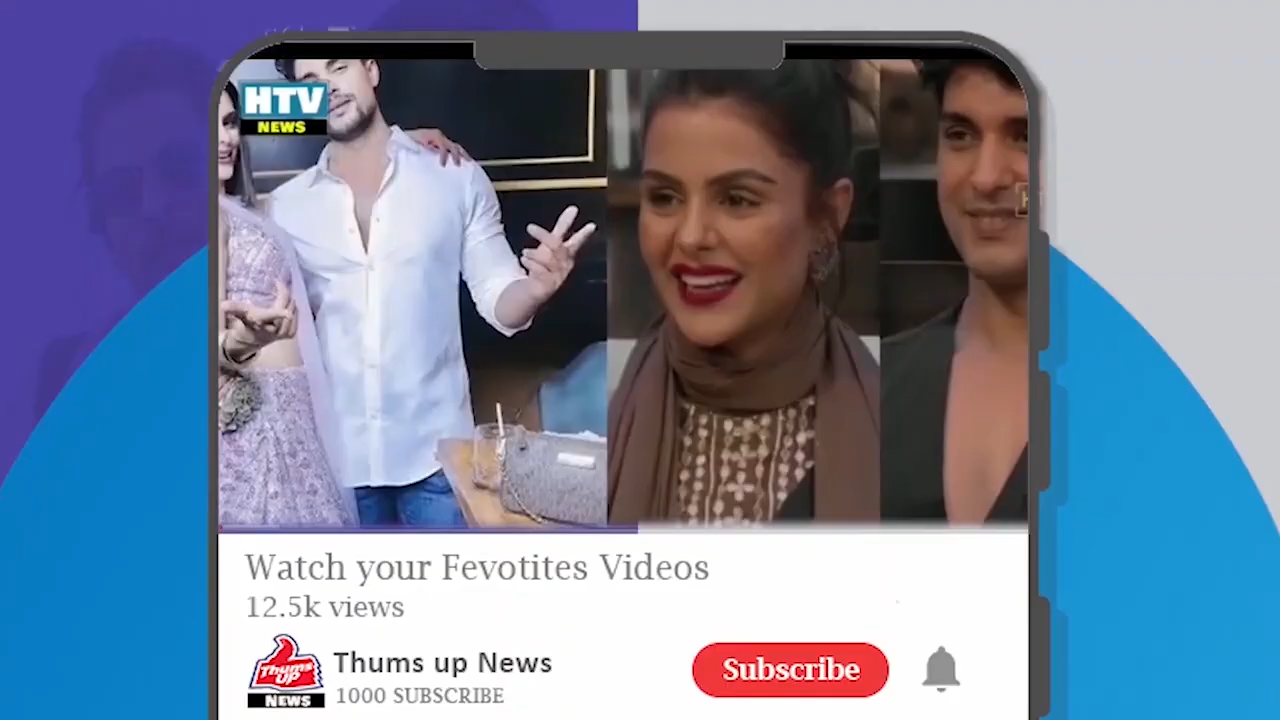 HTV
NEWS
Watch your Fevotites Videos
12.5k views
Thums up News
1000 SUBSCRIBE
Subscribe
Thums
UP
NEWS